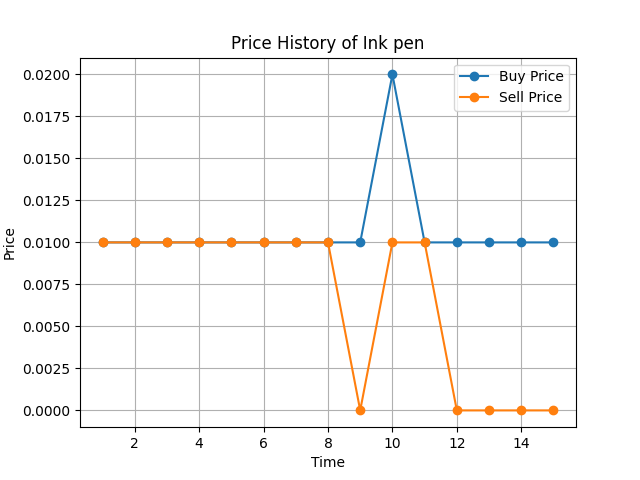 Price History of Ink pen
Buy Price
Sell Price
0.0200
0.0175
0.0150
0.0125
0.0100
0.0075
0.0050
0.0025
0.0000
Price
2 4 6 8 10 12 14
Time